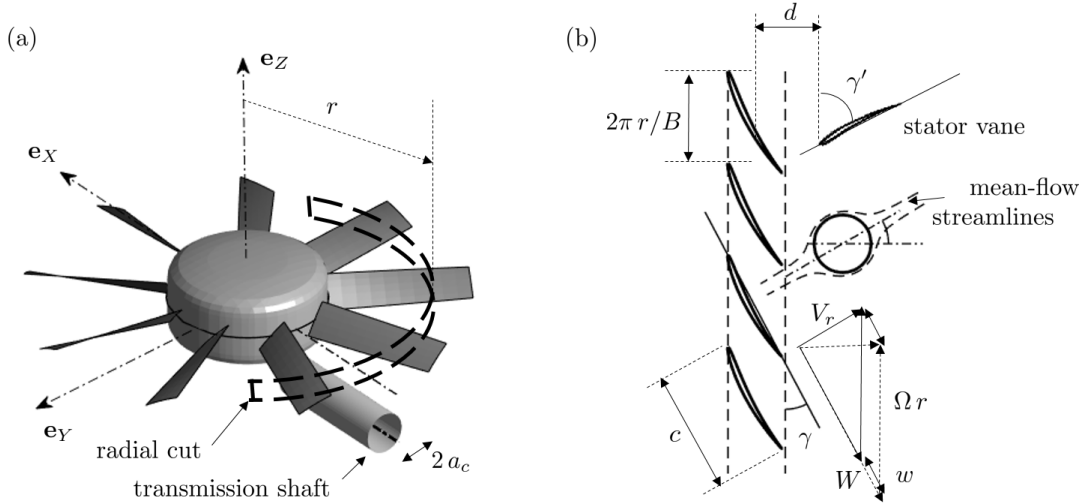 (a)
e_Z
r
e_X
e_Y
radial cut
transmission shaft
2 a_c
(b)
d
2π r/B
γ′
stator vane
mean-flow
streamlines
V_r
Ω r
c
γ
W
w